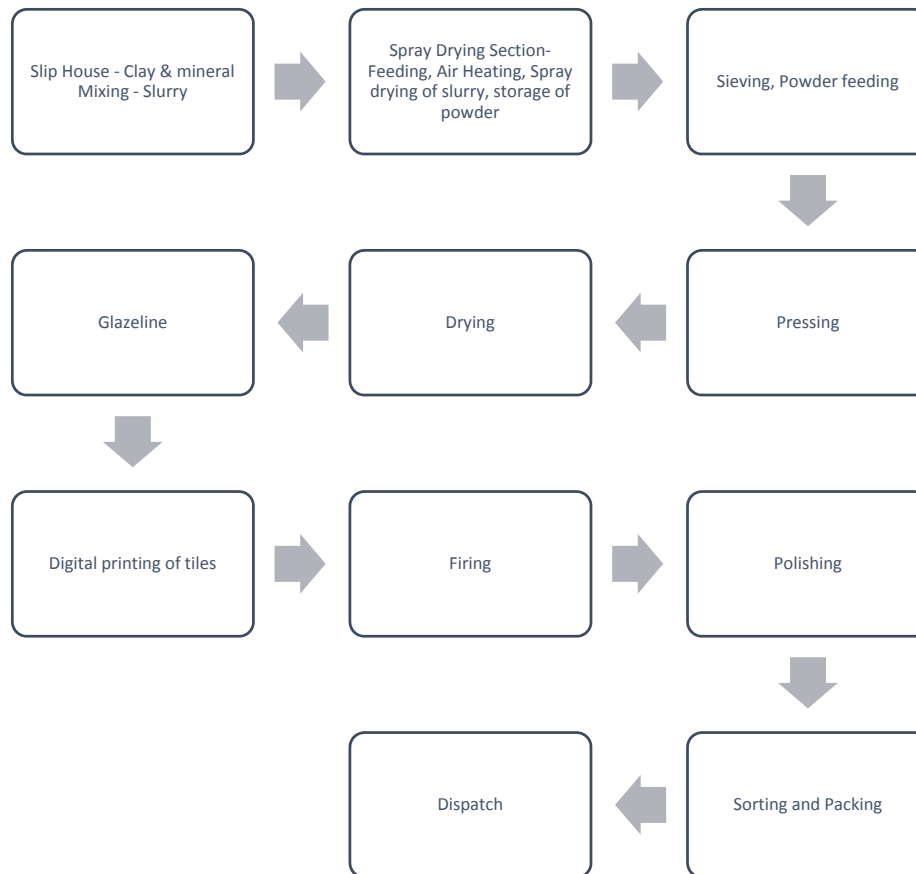 Slip House - Clay & mineral
Mixing - Slurry
Spray Drying Section-
Feeding, Air Heating, Spray
drying of slurry, storage of
powder
Sieving, Powder feeding
Pressing
Drying
Glazeline
Digital printing of tiles
Firing
Polishing
Sorting and Packing
Dispatch